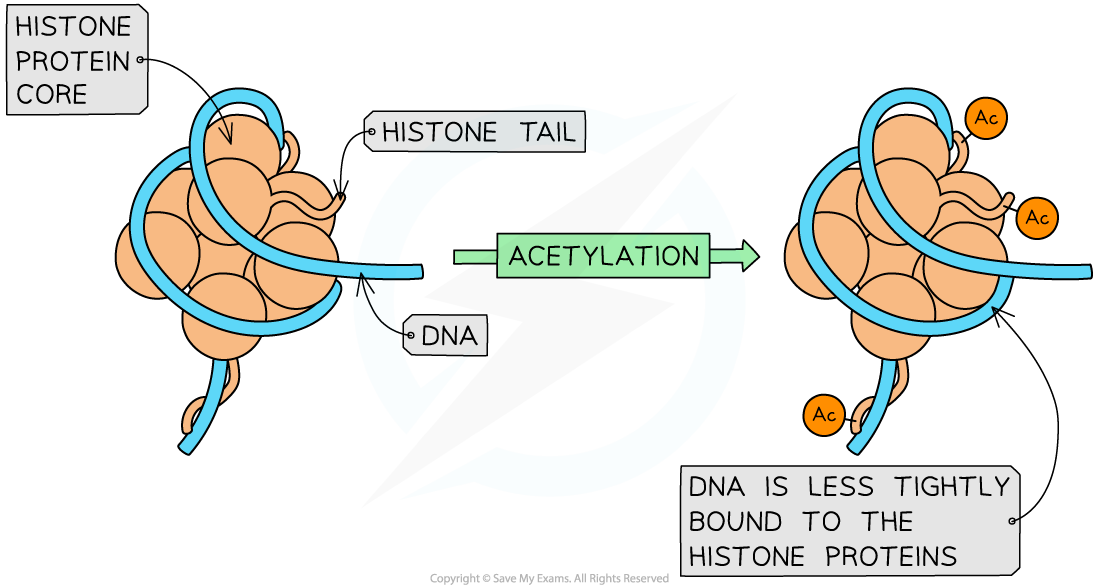 HISTONE
PROTEIN
CORE
HISTONE TAIL
DNA
ACETYLATION
Ac
Ac
Ac
DNA IS LESS TIGHTLY
BOUND TO THE
HISTONE PROTEINS
Copyright © Save My Exams. All Rights Reserved